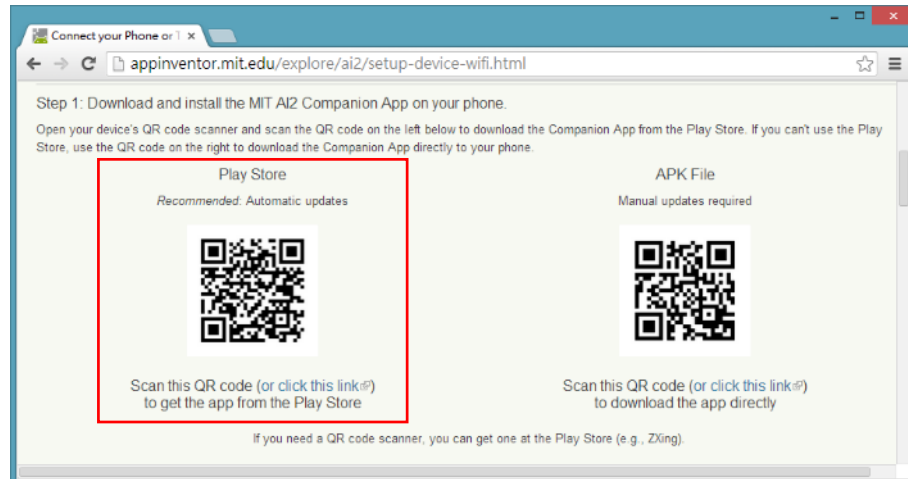 Connect your Phone or T
appinventor.mit.edu/explore/ai2/setup-device-wifi.html
Step 1: Download and install the MIT AI2 Companion App on your phone.
Open your device's QR code scanner and scan the QR code on the left below to download the Companion App from the Play Store. If you can't use the Play
Store, use the QR code on the right to download the Companion App directly to your phone.
Play Store
Recommended: Automatic updates
Scan this QR code (or click this link)
to get the app from the Play Store
APK File
Manual updates required
Scan this QR code (or click this link)
to download the app directly
If you need a QR code scanner, you can get one at the Play Store (e.g., ZXing).